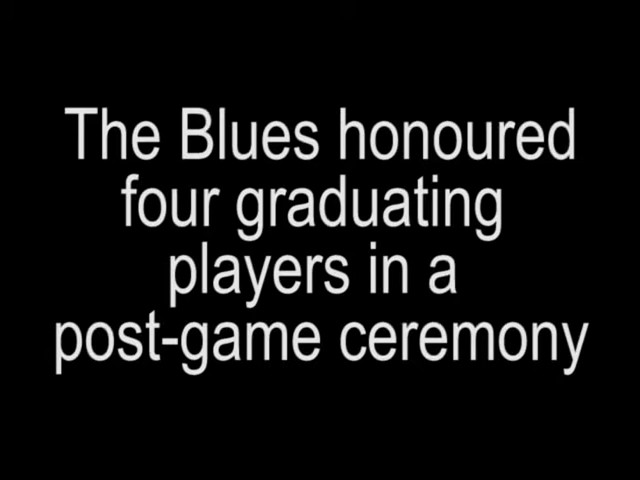 The Blues honoured
four graduating
players in a
post-game ceremony